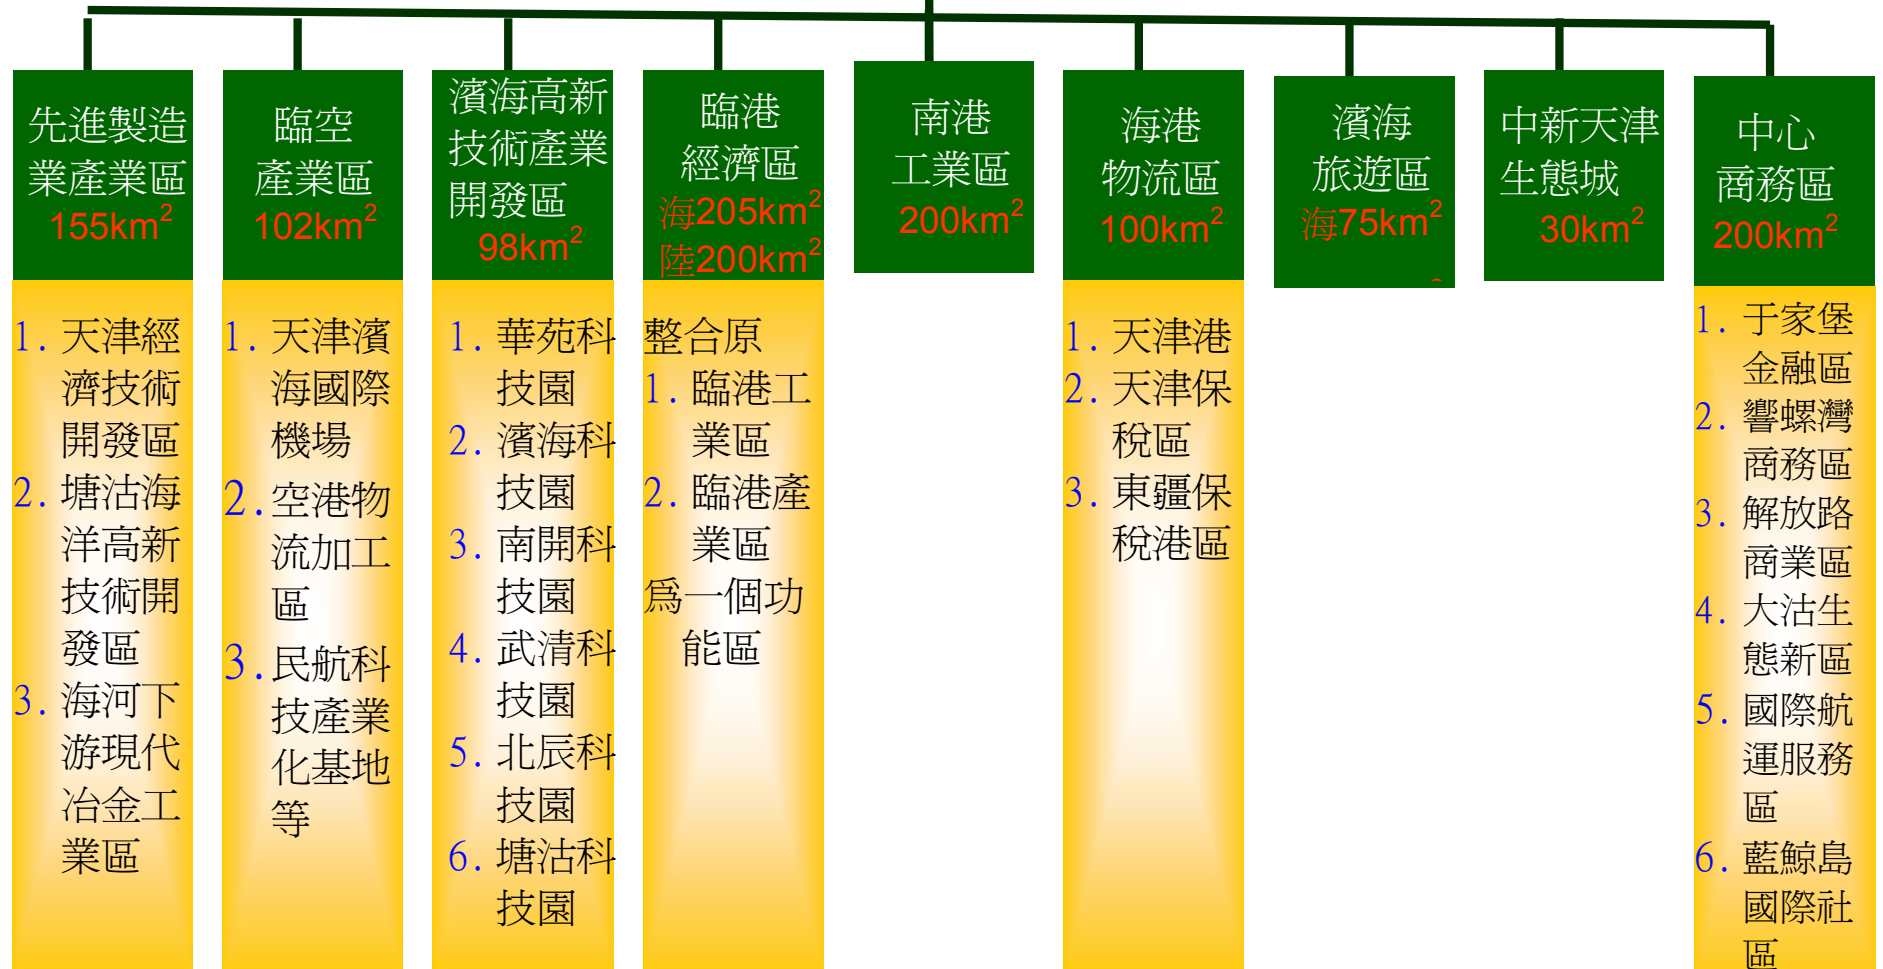 先進製造
業產業區
155km²
1. 天津經
濟技術
開發區
2. 塘沽海
洋高新
技術開
發區
3. 海河下
游現代
冶金工
業區
臨空
產業區
102km²
1. 天津濱
海國際
機場
2. 空港物
流加工
區
3. 民航科
技產業
化基地
等
濱海高新
技術產業
開發區
98km²
1. 華苑科
技園
2. 濱海科
技園
3. 南開科
技園
4. 武清科
技園
5. 北辰科
技園
6. 塘沽科
技園
臨港
經濟區
海205km²
陸200km²
整合原
1. 臨港工
業區
2. 臨港產
業區
爲一個功
能區
南港
工業區
200km²
海港
物流區
100km²
1. 天津港
2. 天津保
稅區
3. 東疆保
稅港區
濱海
旅遊區
海75km²
中新天津
生態城
30km²
中心
商務區
200km²
1. 于家堡
金融區
2. 響螺灣
商務區
3. 解放路
商業區
4. 大沽生
態新區
5. 國際航
運服務
區
6. 藍鯨島
國際社
區